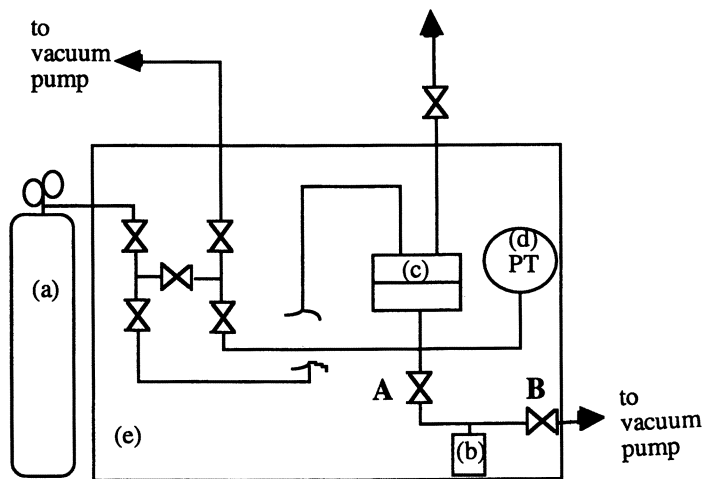 to
vacuum
pump
(a)
(c)
(d)
PT
A
B
to
vacuum
pump
(e)
(b)